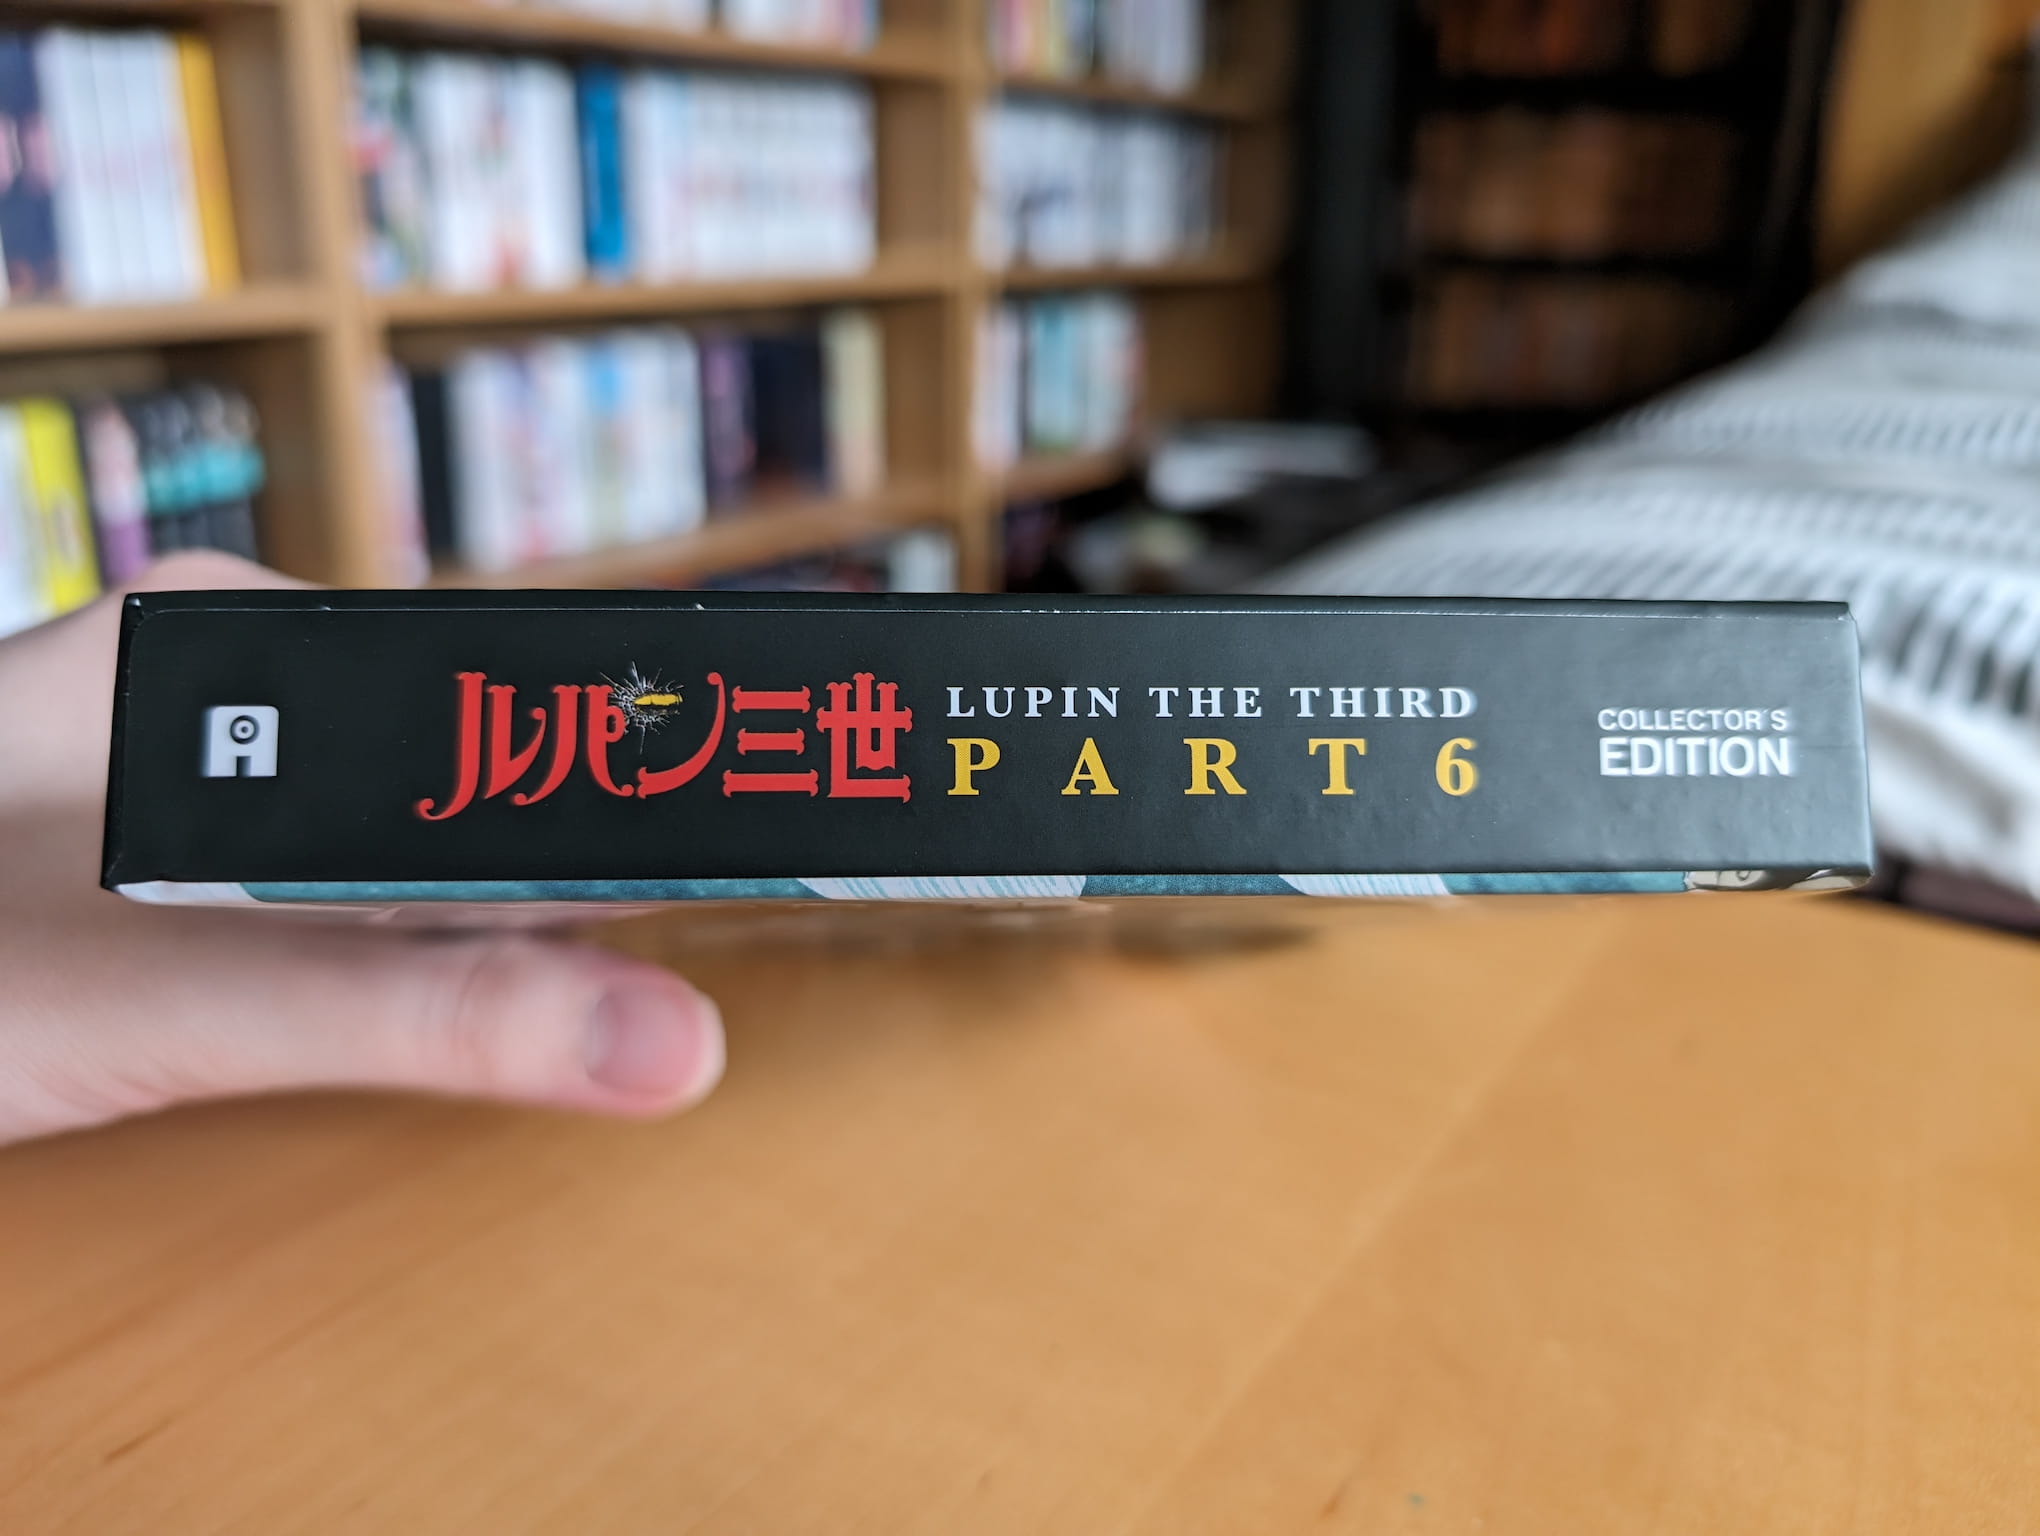 ルパン三世
LUPIN THE THIRD
PART 6
COLLECTOR'S
EDITION